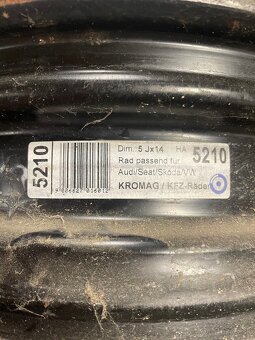 5210
Dim. 5 Jx14 HA
Rad passend für
5210
Audi/Seat/Skoda/VW
KROMAG / KFZ-Räder